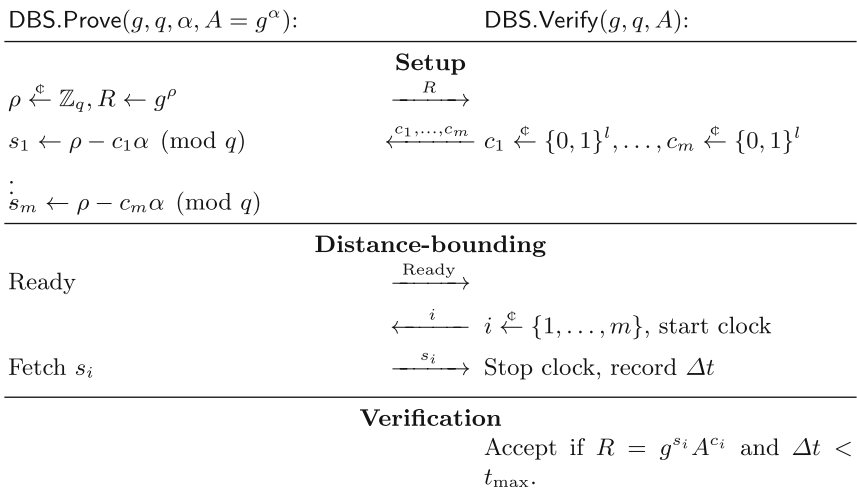 DBS.Prove(g, q, α, A = g^α): DBS.Verify(g, q, A):
Setup
ρ ←¢ ℤ_q, R ← g^ρ R
s_1 ← ρ − c_1α (mod q) c_1,...,c_m c_1 ←¢ {0, 1}^l, . . . , c_m ←¢ {0, 1}^l
⋮
s_m ← ρ − c_mα (mod q)
Distance-bounding
Ready Ready
i i ←¢ {1, . . . , m}, start clock
Fetch s_i s_i Stop clock, record Δt
Verification
Accept if R = g^{s_i} A^{c_i} and Δt <
t_max.